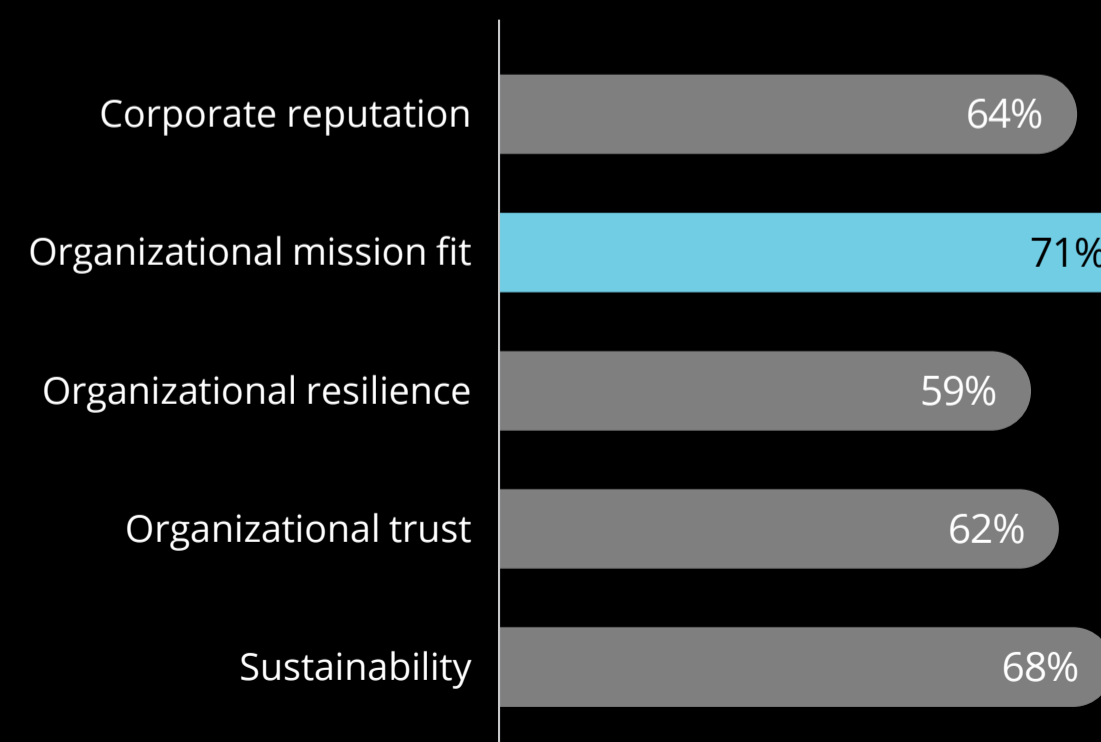 Corporate reputation 64%
Organizational mission fit 71%
Organizational resilience 59%
Organizational trust 62%
Sustainability 68%